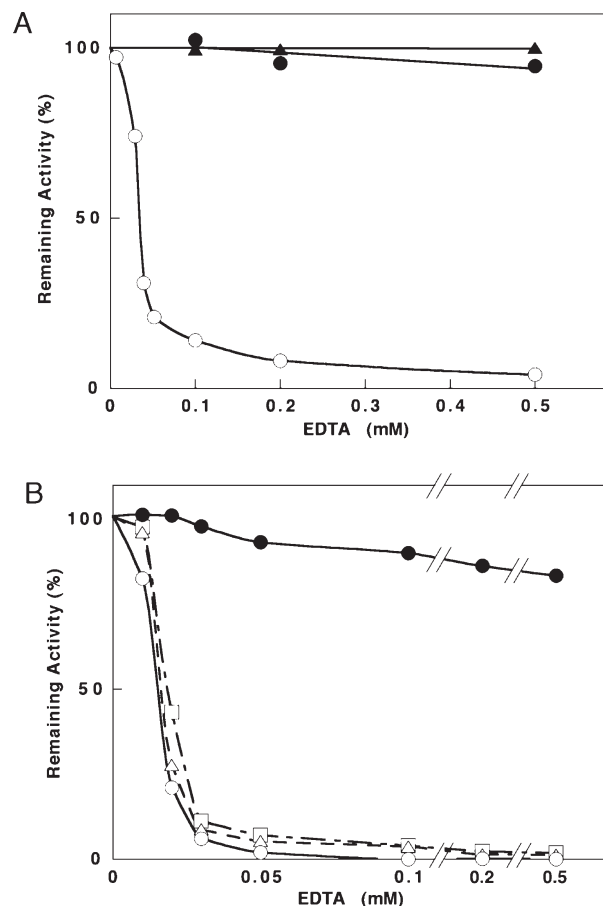 A
100
50
0
Remaining Activity (%)
0 0.1 0.2 0.3 0.4 0.5
EDTA (mM)
B
100
50
0
Remaining Activity (%)
0 0.05 0.1 0.2 0.5
EDTA (mM)